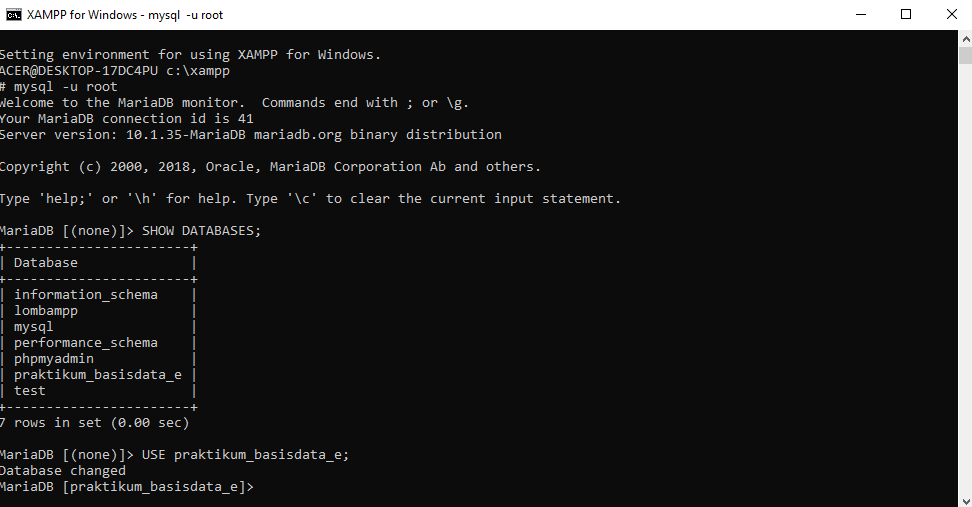 XAMPP for Windows - mysql -u root
Setting environment for using XAMPP for Windows.
ACER@DESKTOP-17DC4PU c:\xampp
# mysql -u root
Welcome to the MariaDB monitor.  Commands end with ; or \g.
Your MariaDB connection id is 41
Server version: 10.1.35-MariaDB mariadb.org binary distribution
Copyright (c) 2000, 2018, Oracle, MariaDB Corporation Ab and others.
Type 'help;' or '\h' for help. Type '\c' to clear the current input statement.
MariaDB [(none)]> SHOW DATABASES;
+-----------------------+
| Database              |
+-----------------------+
| information_schema    |
| lombampp              |
| mysql                 |
| performance_schema    |
| phpmyadmin            |
| praktikum_basisdata_e |
| test                  |
+-----------------------+
7 rows in set (0.00 sec)
MariaDB [(none)]> USE praktikum_basisdata_e;
Database changed
MariaDB [praktikum_basisdata_e]>